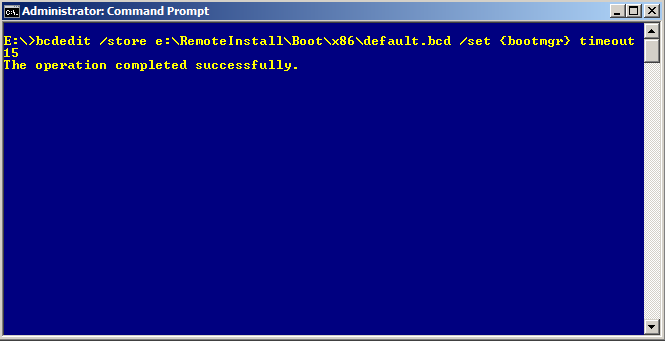 Administrator: Command Prompt
E:\>bcdedit /store e:\RemoteInstall\Boot\x86\default.bcd /set {bootmgr} timeout
15
The operation completed successfully.